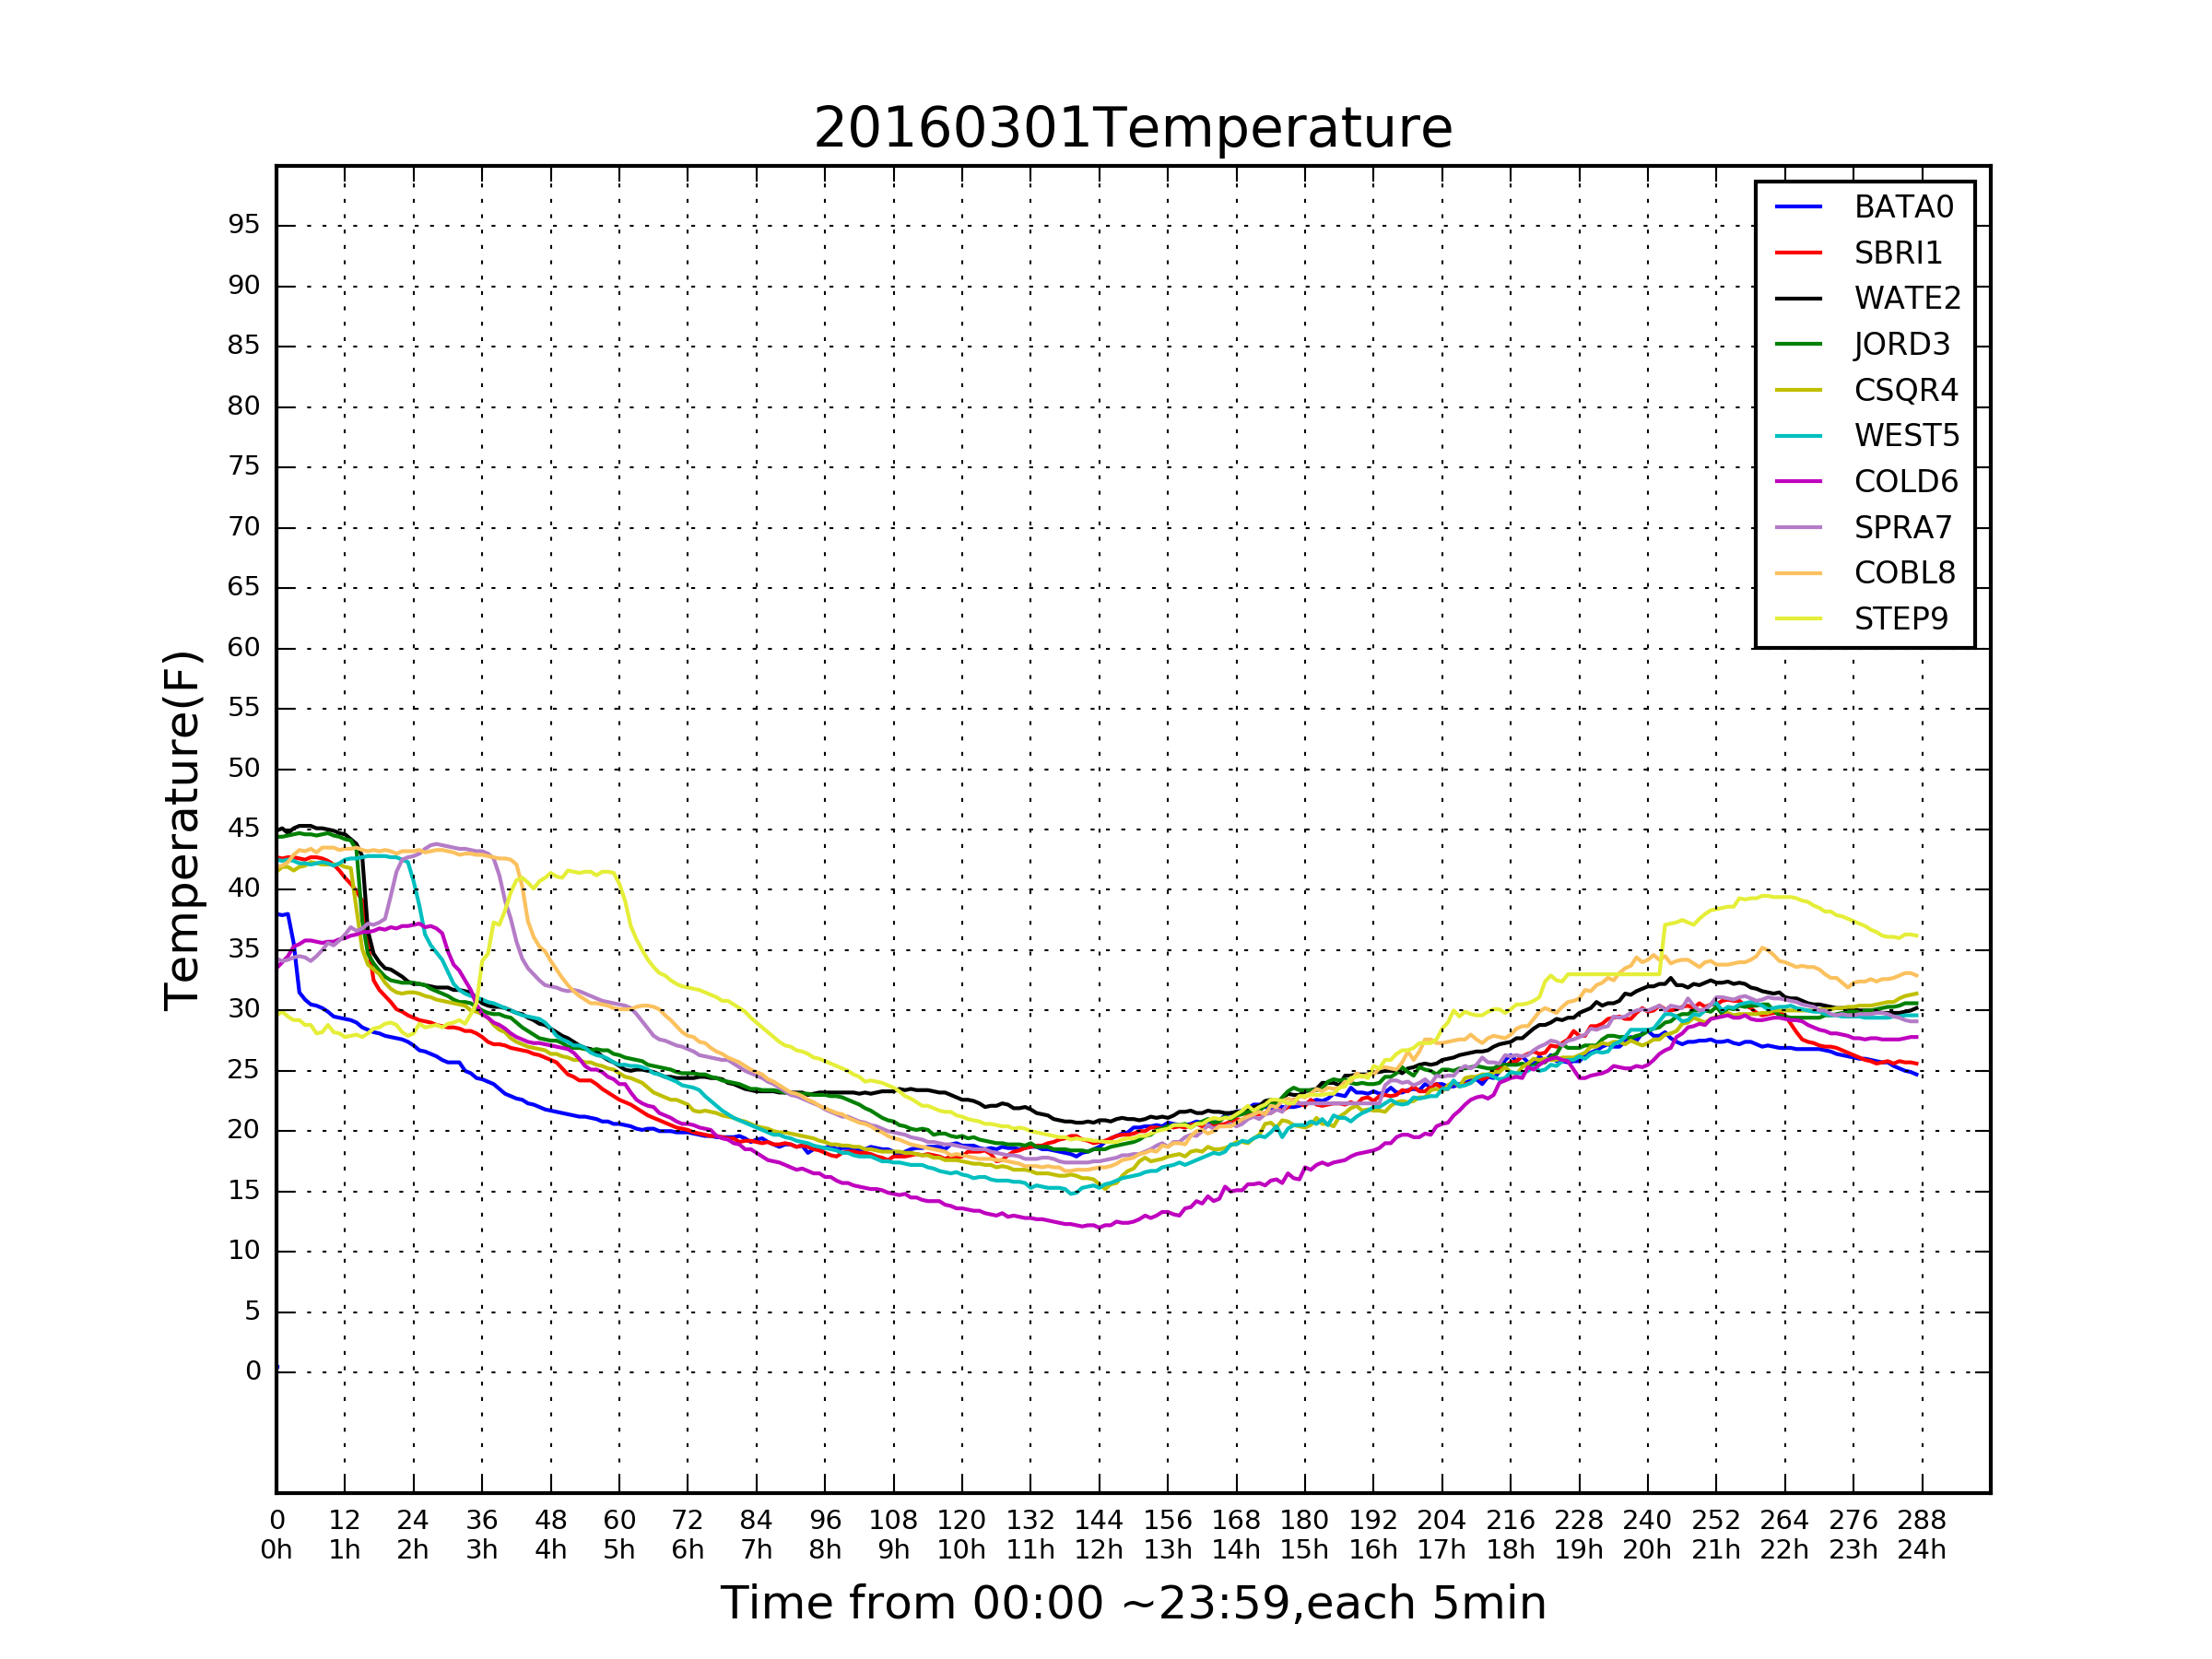 20160301Temperature
Temperature(F)
95
90
85
80
75
70
65
60
55
50
45
40
35
30
25
20
15
10
5
0
BATA0
SBRI1
WATE2
JORD3
CSQR4
WEST5
COLD6
SPRA7
COBL8
STEP9
0 12 24 36 48 60 72 84 96 108 120 132 144 156 168 180 192 204 216 228 240 252 264 276 288
0h 1h 2h 3h 4h 5h 6h 7h 8h 9h 10h 11h 12h 13h 14h 15h 16h 17h 18h 19h 20h 21h 22h 23h 24h
Time from 00:00 ~23:59,each 5min